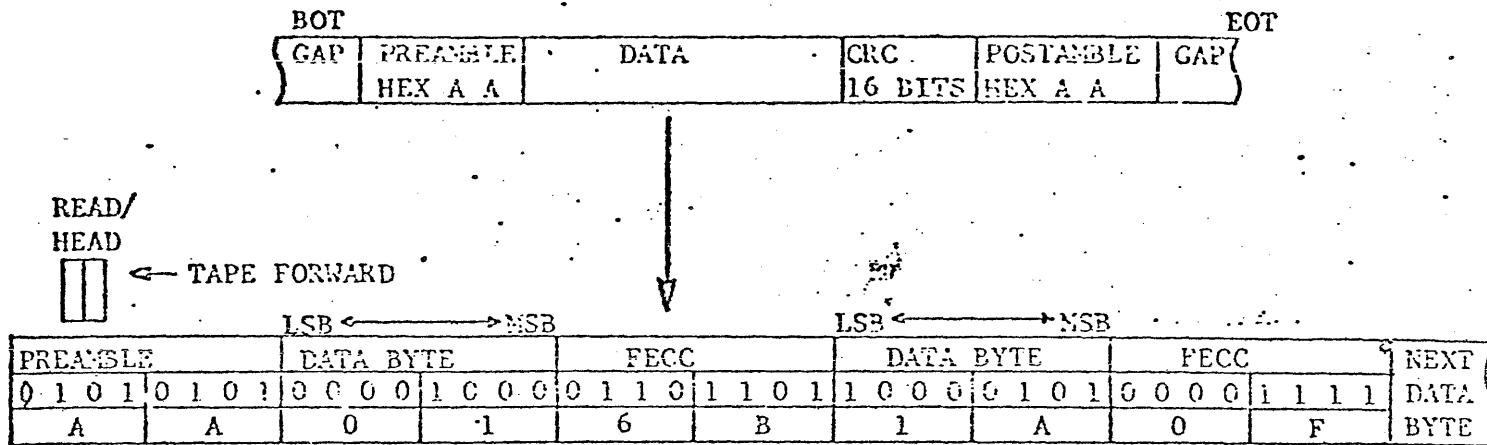 BOT
EOT
GAP PREAMBLE DATA CRC POSTAMBLE GAP
HEX A A 16 BITS HEX A A
READ/
HEAD
TAPE FORWARD
LSB MSB LSB MSB
PREAMBLE DATA BYTE FECC DATA BYTE FECC NEXT
0 1 0 1 0 1 0 1 0 0 0 0 1 0 0 0 0 1 1 0 1 1 0 1 1 0 0 0 0 1 0 1 0 0 0 0 1 1 1 1 DATA
A A 0 1 6 B 1 A 0 F BYTE